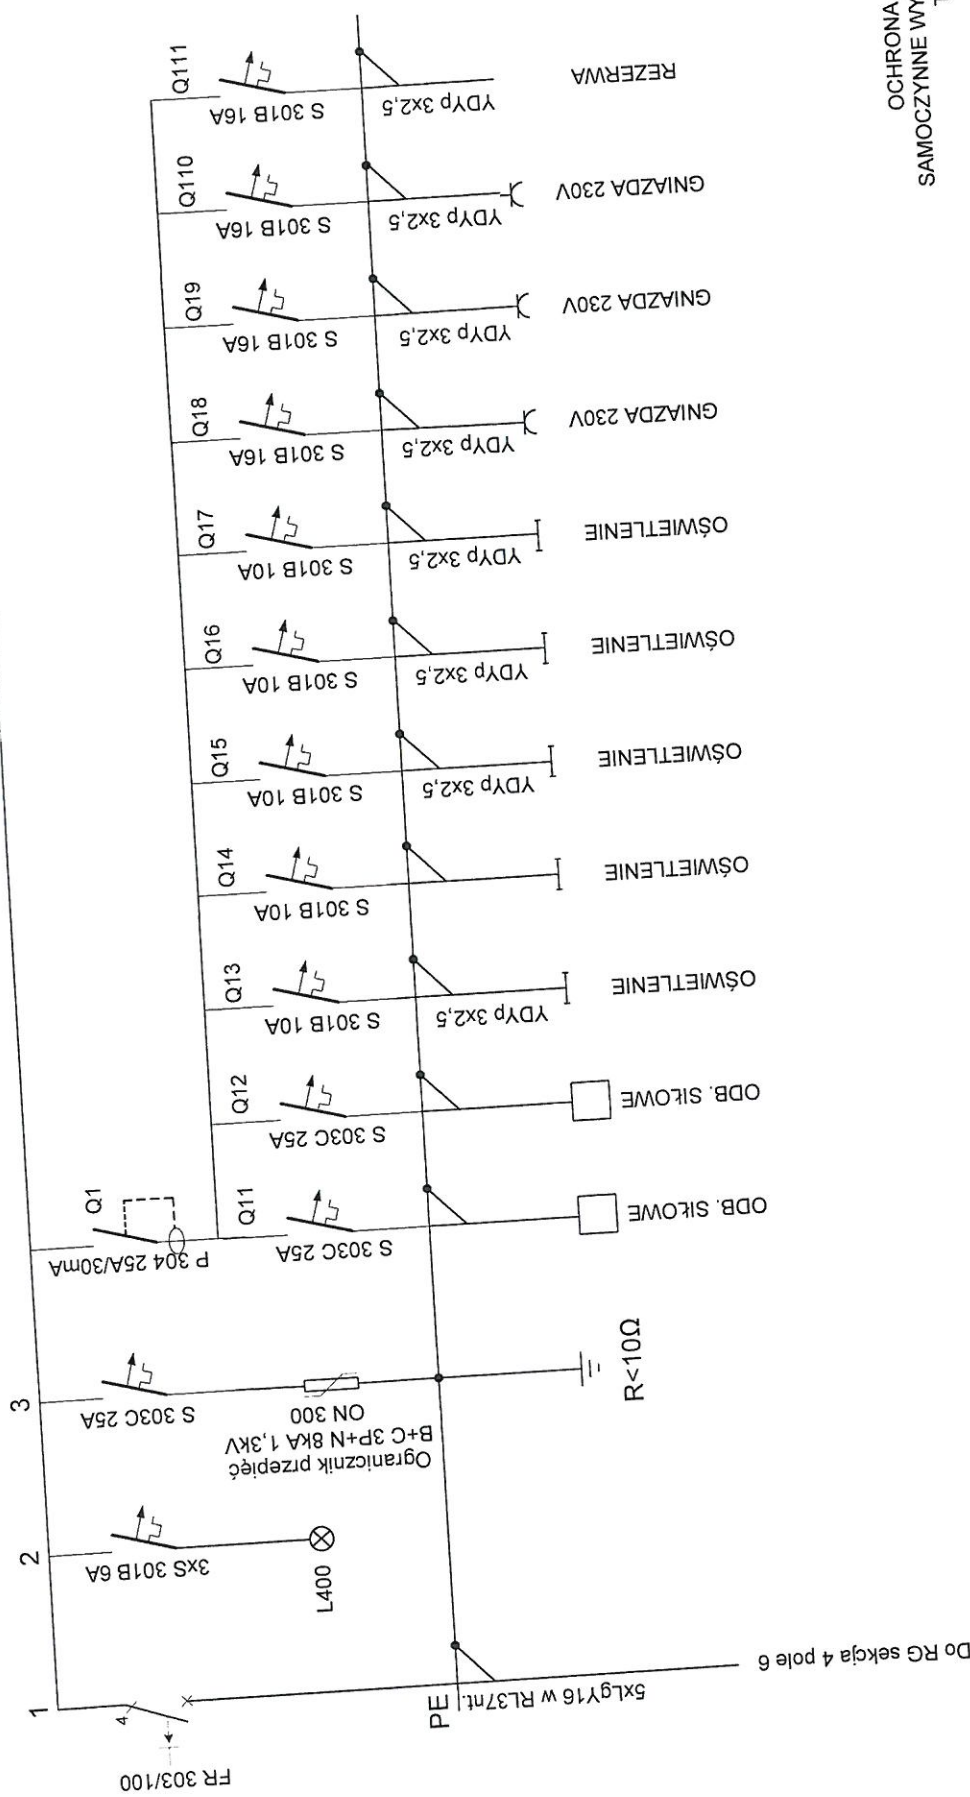 1
FR 303/100
4
PE
5xLgY16 w RL37nt.
Do RG sekcja 4 pole 6
2
3xS 301B 6A
L400
3
S 303C 25A
ON 300
B+C 3P+N 8kA 1,3kV
Ogranicznik przepięć
R<10Ω
Q1
P 304 25A/30mA
Q11
S 303C 25A
ODB. SIŁOWE
Q12
S 303C 25A
ODB. SIŁOWE
Q13
S 301B 10A
YDYp 3x2,5
OŚWIETLENIE
Q14
S 301B 10A
OŚWIETLENIE
Q15
S 301B 10A
YDYp 3x2,5
OŚWIETLENIE
Q16
S 301B 10A
YDYp 3x2,5
OŚWIETLENIE
Q17
S 301B 10A
YDYp 3x2,5
OŚWIETLENIE
Q18
S 301B 16A
YDYp 3x2,5
GNIAZDA 230V
Q19
S 301B 16A
YDYp 3x2,5
GNIAZDA 230V
Q110
S 301B 16A
YDYp 3x2,5
GNIAZDA 230V
Q111
S 301B 16A
YDYp 3x2,5
REZERWA
OCHRONA
SAMOCZYNNE WY